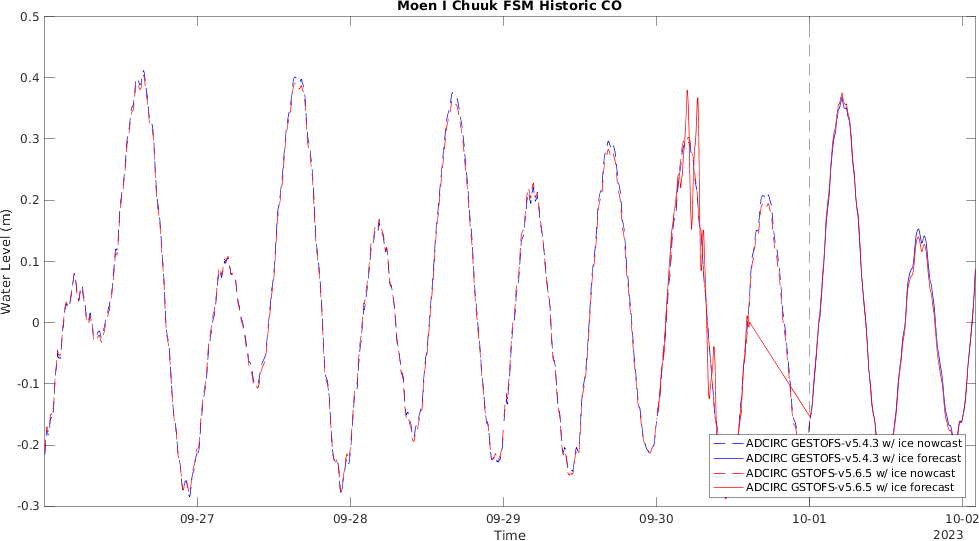 Moen I Chuuk FSM Historic CO
0.5
0.4
0.3
0.2
0.1
0
-0.1
-0.2
-0.3
Water Level (m)
ADCIRC GESTOFS-v5.4.3 w/ ice nowcast
ADCIRC GESTOFS-v5.4.3 w/ ice forecast
ADCIRC GSTOFS-v5.6.5 w/ ice nowcast
ADCIRC GSTOFS-v5.6.5 w/ ice forecast
09-27
09-28
09-29
09-30
10-01
10-02
Time
2023